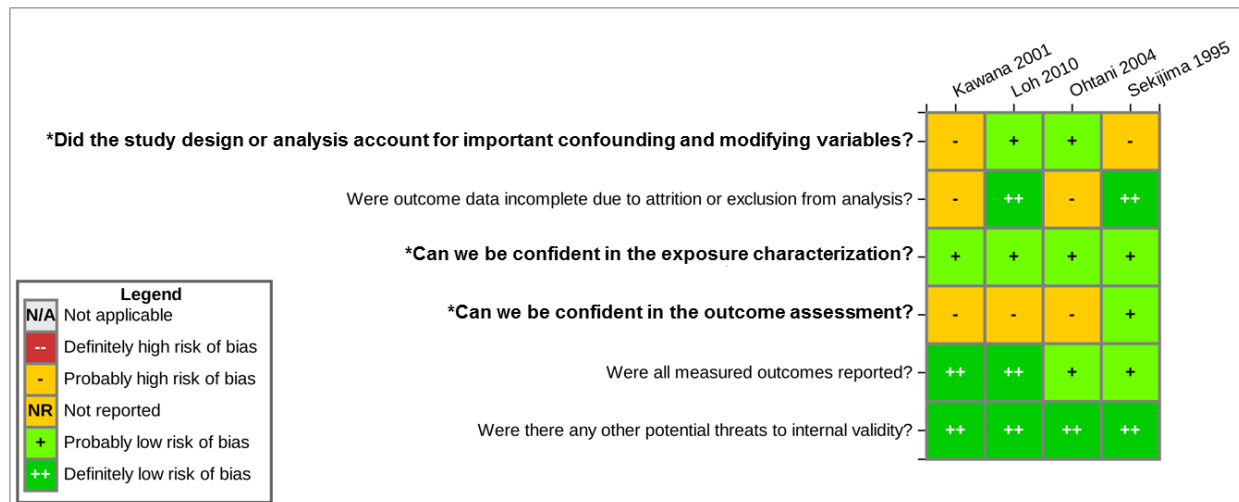 Kawana 2001
Loh 2010
Ohtani 2004
Sekijima 1995
*Did the study design or analysis account for important confounding and modifying variables?
- + + -
Were outcome data incomplete due to attrition or exclusion from analysis?
- ++ - ++
*Can we be confident in the exposure characterization?
+ + + +
*Can we be confident in the outcome assessment?
- - - +
Were all measured outcomes reported?
++ ++ + +
Were there any other potential threats to internal validity?
++ ++ ++ ++
Legend
N/A Not applicable
-- Definitely high risk of bias
- Probably high risk of bias
NR Not reported
+ Probably low risk of bias
++ Definitely low risk of bias